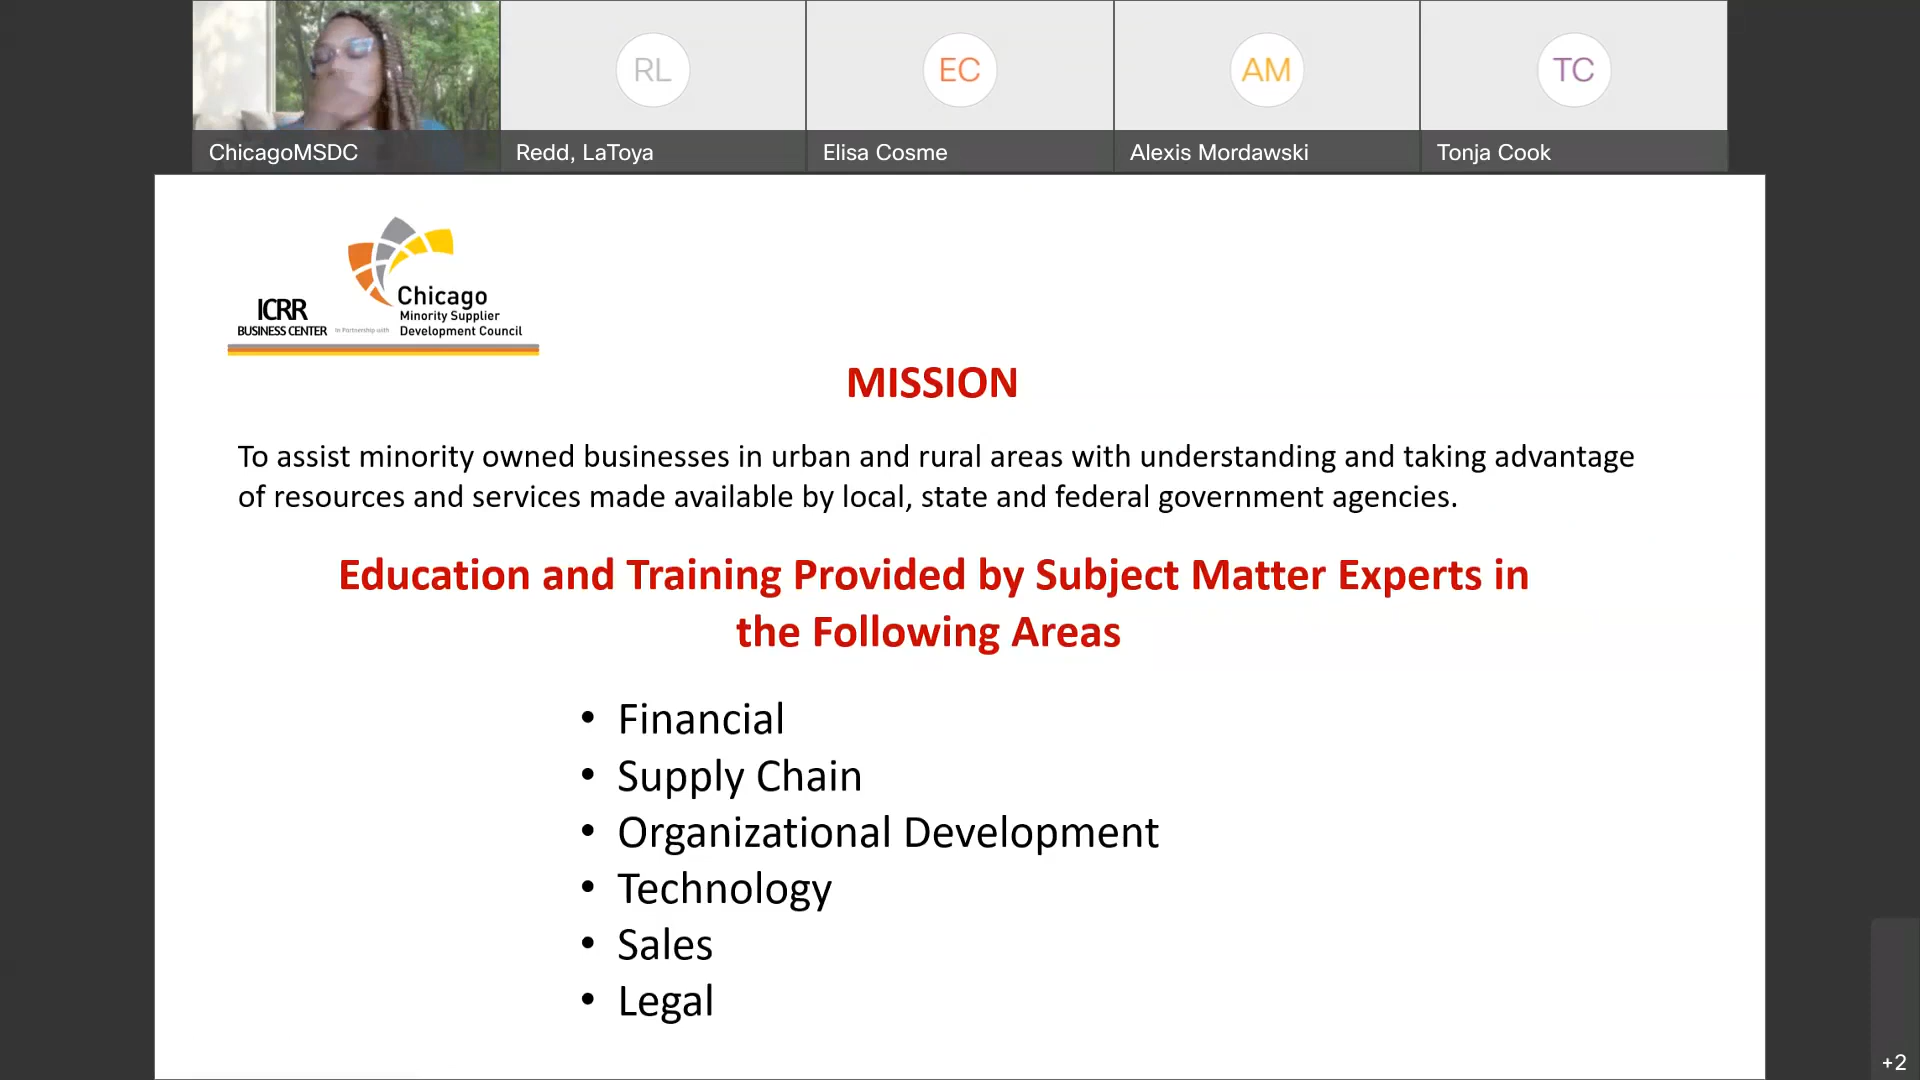 RL
EC
AM
TC
ChicagoMSDC
Redd, LaToya
Elisa Cosme
Alexis Mordawski
Tonja Cook
ICRR
BUSINESS CENTER
In Partnership with
Chicago
Minority Supplier
Development Council
MISSION
To assist minority owned businesses in urban and rural areas with understanding and taking advantage
of resources and services made available by local, state and federal government agencies.
Education and Training Provided by Subject Matter Experts in
the Following Areas
• Financial
• Supply Chain
• Organizational Development
• Technology
• Sales
• Legal
+2